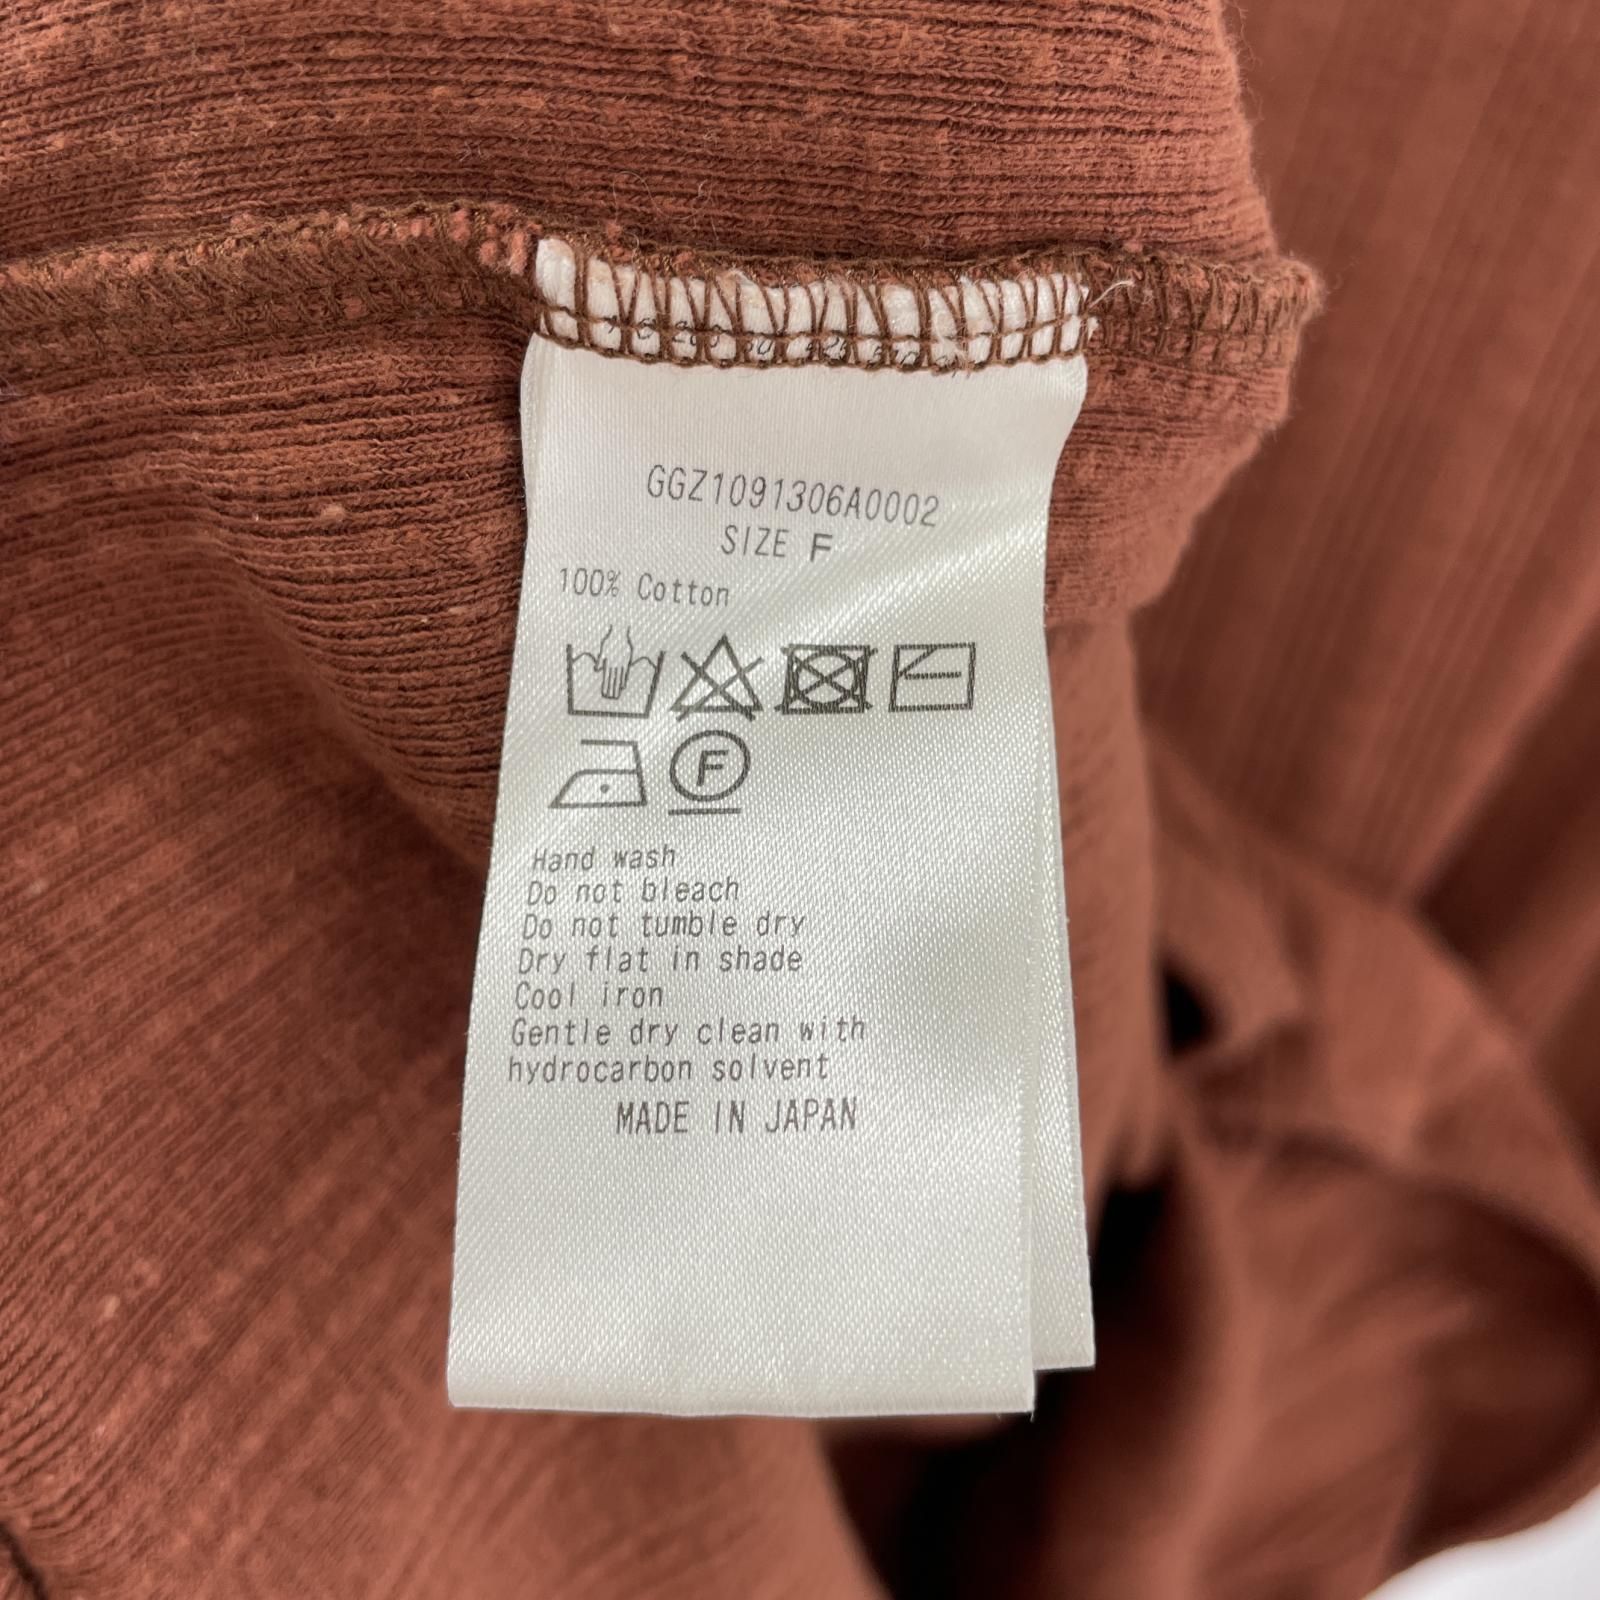 GGZ1091306A0002
SIZE F
100% Cotton
F
Hand wash
Do not bleach
Do not tumble dry
Dry flat in shade
Cool iron
Gentle dry clean with
hydrocarbon solvent
MADE IN JAPAN